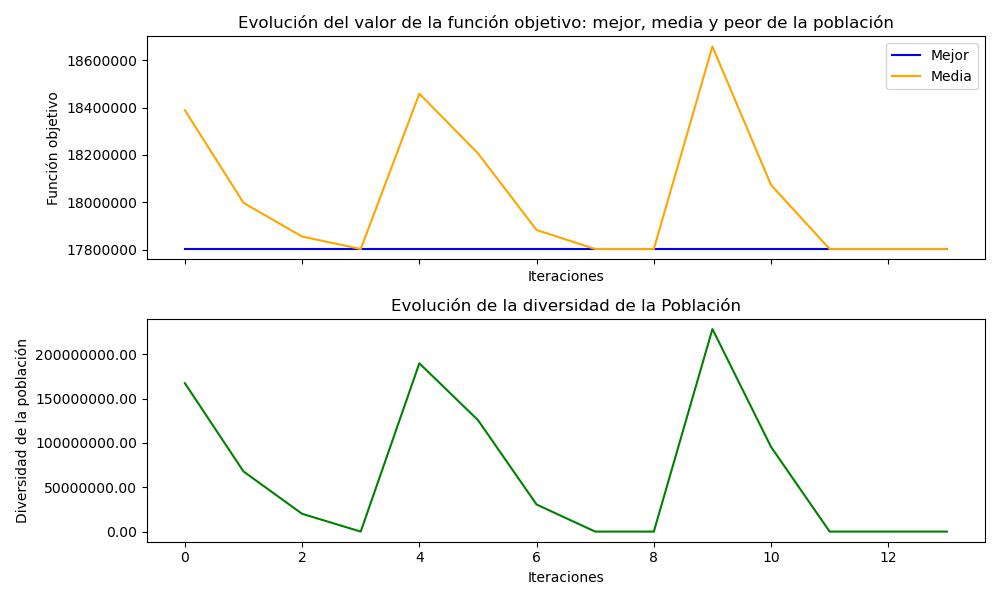 Evolución del valor de la función objetivo: mejor, media y peor de la población
Función objetivo
18600000
18400000
18200000
18000000
17800000
Mejor
Media
Iteraciones
Evolución de la diversidad de la Población
Diversidad de la población
200000000.00
150000000.00
100000000.00
50000000.00
0.00
0 2 4 6 8 10 12
Iteraciones